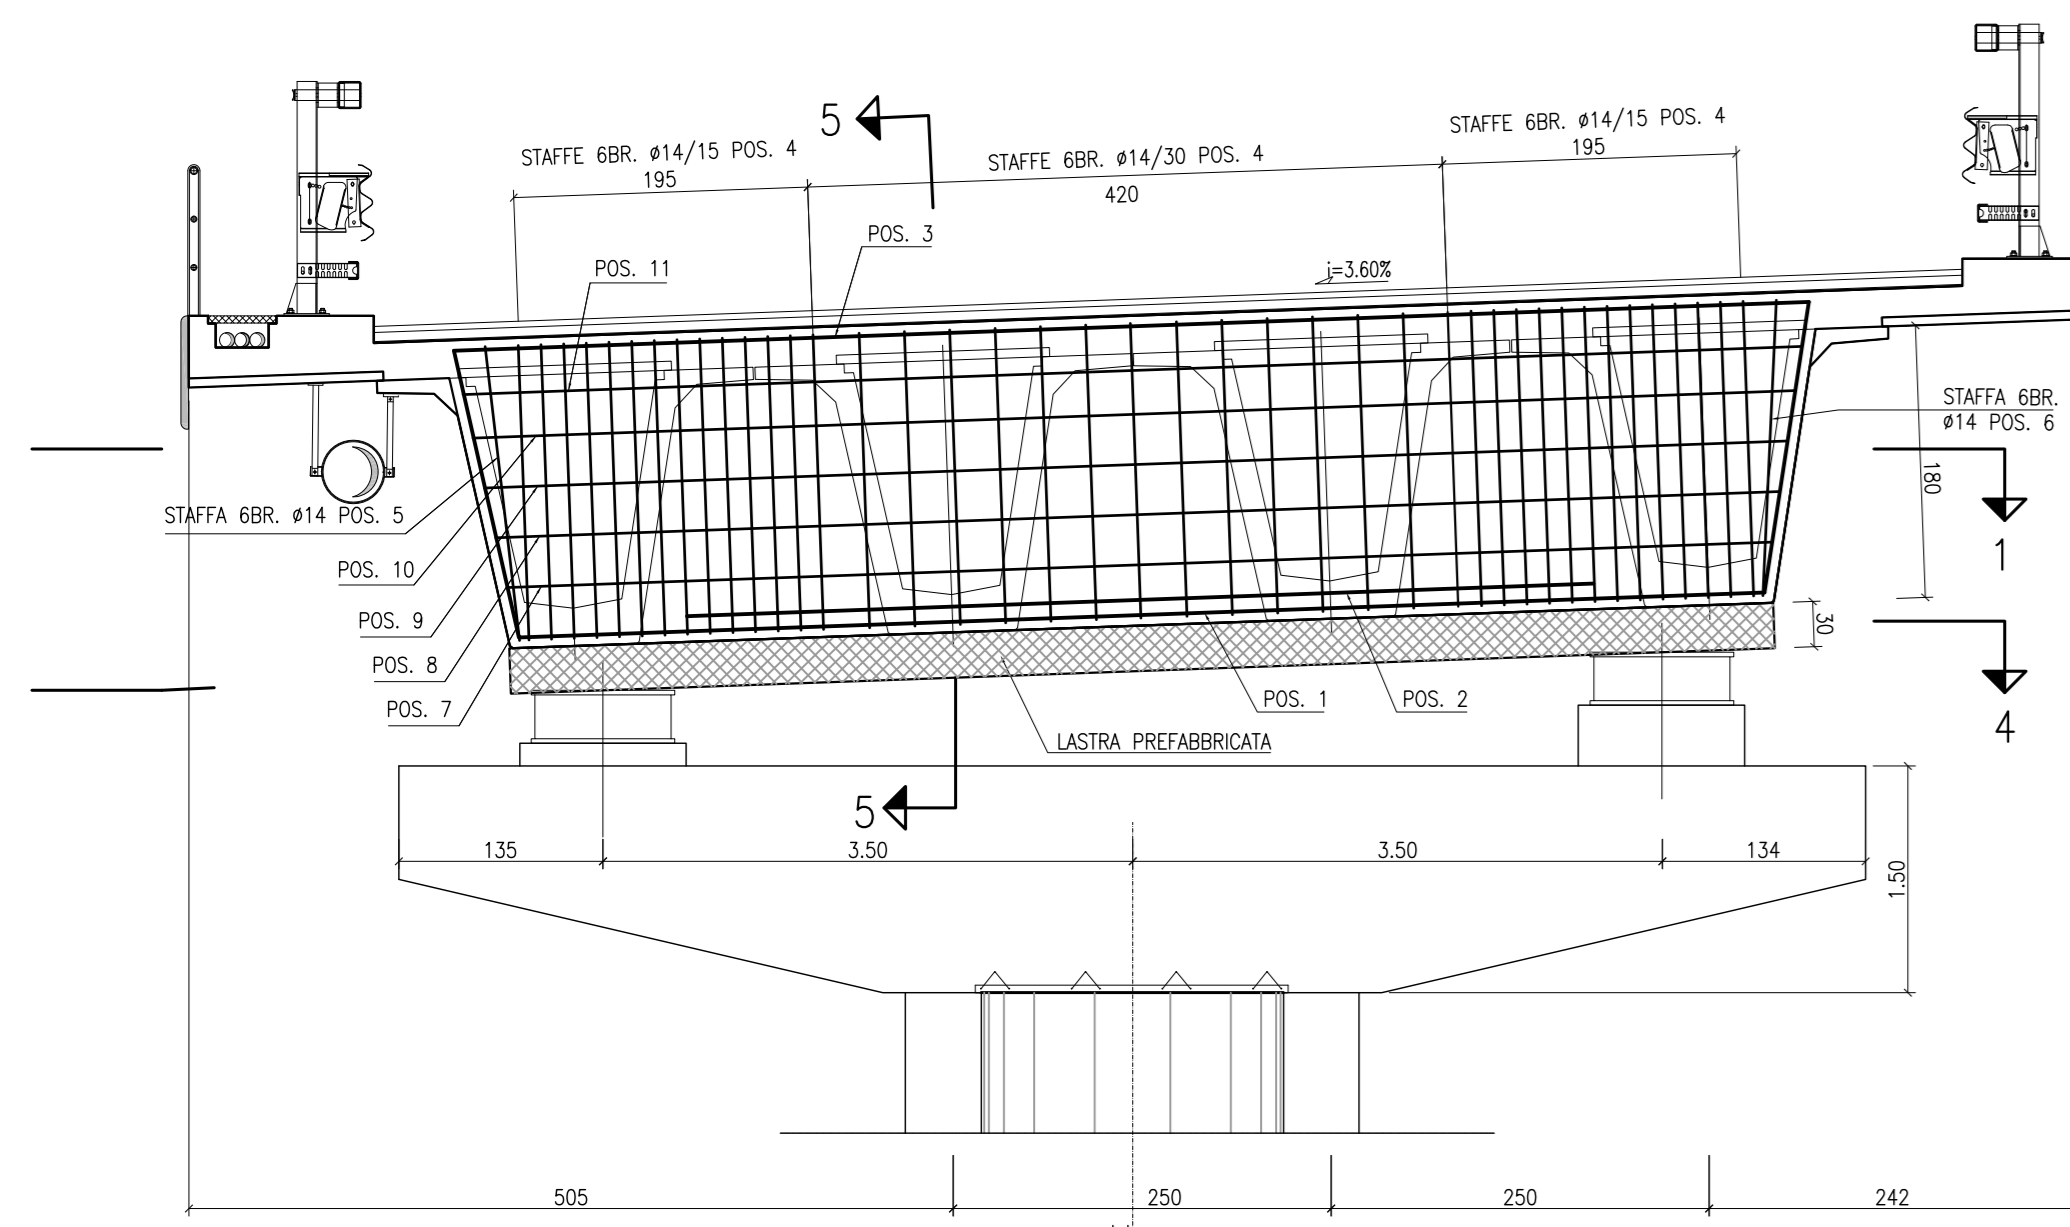 5
STAFFE 6BR. ø14/15 POS. 4
195
STAFFE 6BR. ø14/30 POS. 4
420
STAFFE 6BR. ø14/15 POS. 4
195
POS. 3
POS. 11
i=3.60%
STAFFA 6BR.
ø14 POS. 6
180
1
STAFFA 6BR. ø14 POS. 5
POS. 10
POS. 9
POS. 8
POS. 7
30
POS. 1
POS. 2
4
LASTRA PREFABBRICATA
5
135
3.50
3.50
134
1.50
505
250
250
242